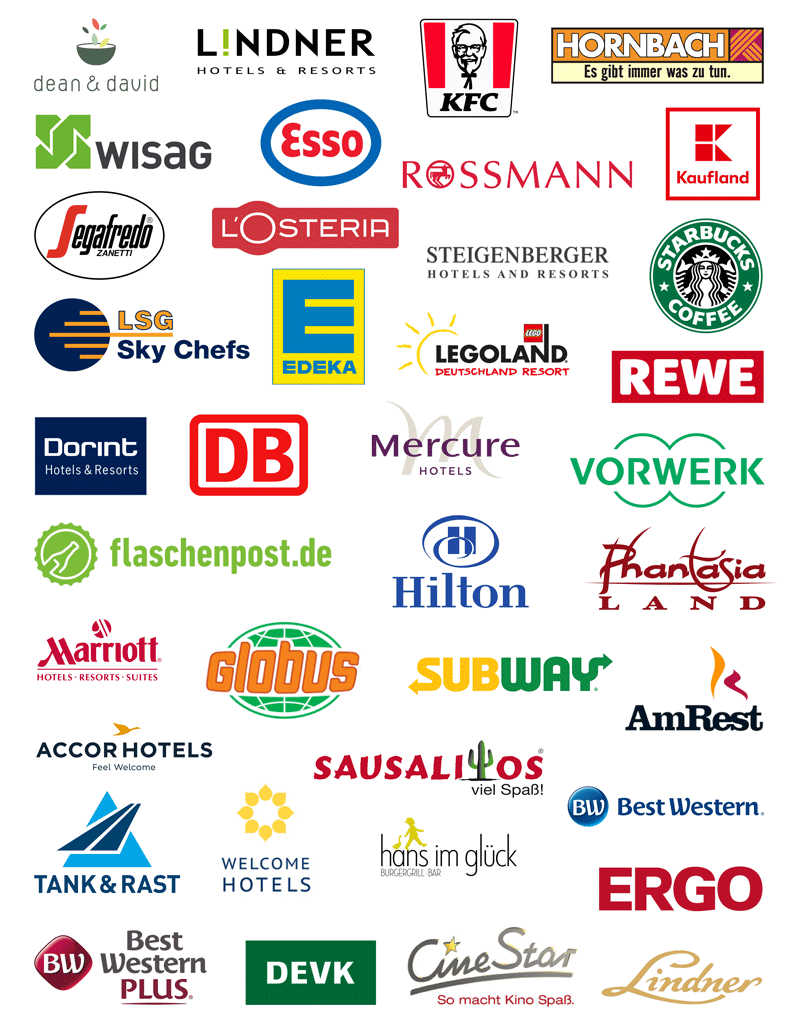 dean & david
L!NDNER
HOTELS & RESORTS
KFC
™
HORNBACH
Es gibt immer was zu tun.
WISAG
Esso
ROSSMANN
K
Kaufland
Segafredo®
ZANETTI
L'OSTERIA
STEIGENBERGER
HOTELS AND RESORTS
STARBUCKS
COFFEE
LSG
Sky Chefs
E
EDEKA
LEGO
LEGOLAND
DEUTSCHLAND RESORT
REWE
Dorint
Hotels & Resorts
DB
M
Mercure
HOTELS
VORWERK
flaschenpost.de
H
Hilton
Phantasia
LAND
Marriott®
HOTELS · RESORTS · SUITES
Globus
SUBWAY®
AmRest
ACCORHOTELS
Feel Welcome
SAUSALITOS®
viel Spaß!
BW Best Western®
TANK & RAST
WELCOME
HOTELS
hans im glück
BURGERGRILL · BAR
ERGO
BW
Best
Western
PLUS®
DEVK
CineStar
So macht Kino Spaß.
Lindner